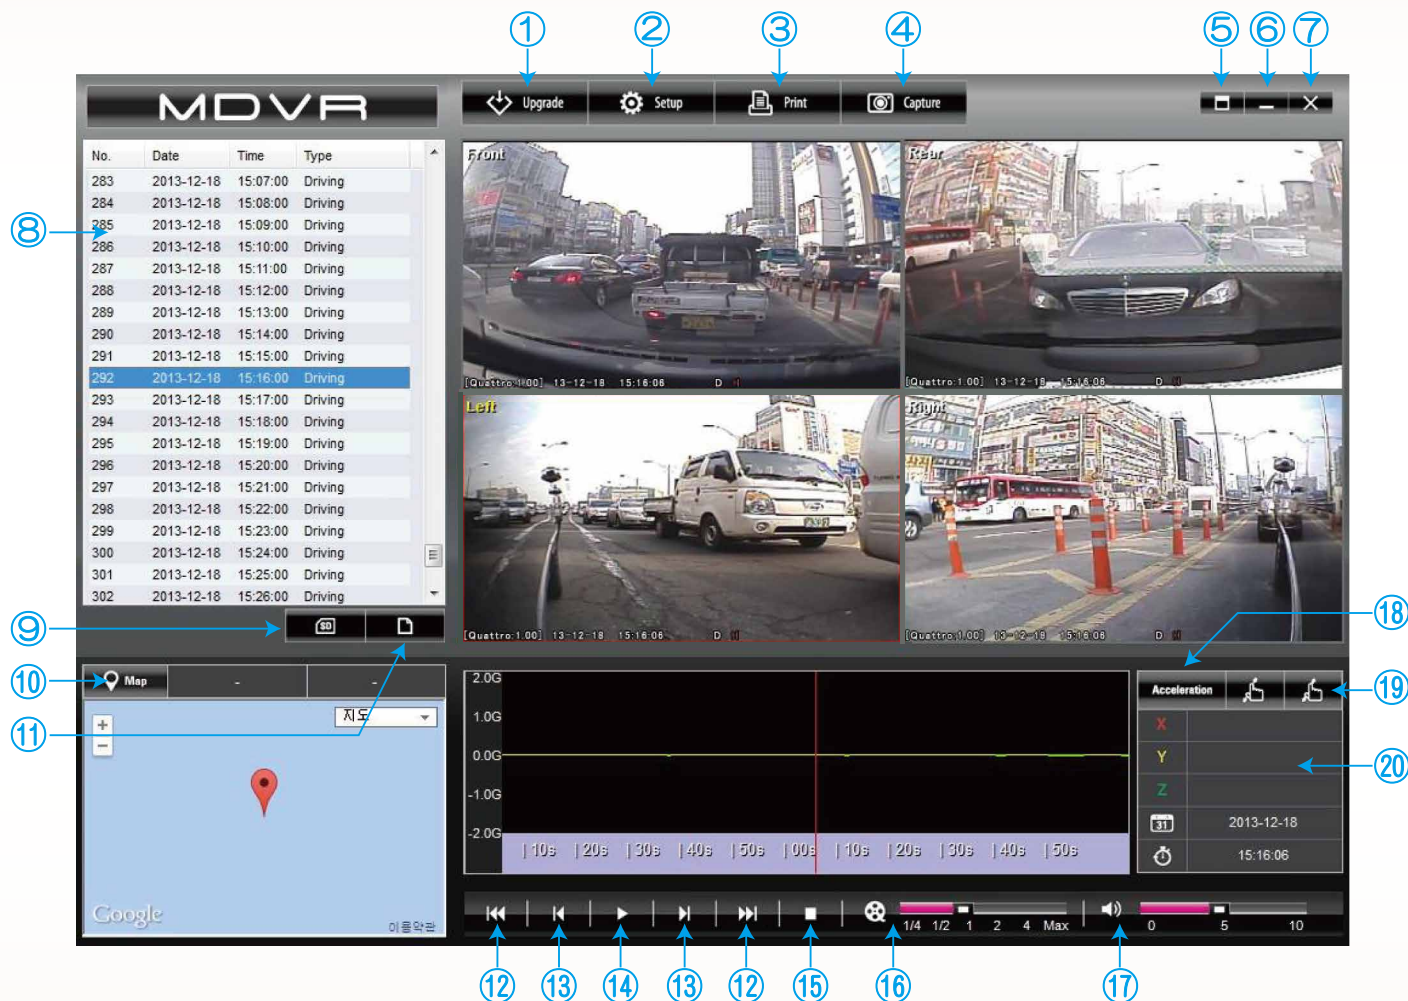 ① ② ③ ④ ⑤ ⑥ ⑦
MDVR
Upgrade Setup Print Capture
No. Date Time Type
283 2013-12-18 15:07:00 Driving
284 2013-12-18 15:08:00 Driving
285 2013-12-18 15:09:00 Driving
286 2013-12-18 15:10:00 Driving
287 2013-12-18 15:11:00 Driving
288 2013-12-18 15:12:00 Driving
289 2013-12-18 15:13:00 Driving
290 2013-12-18 15:14:00 Driving
291 2013-12-18 15:15:00 Driving
292 2013-12-18 15:16:00 Driving
293 2013-12-18 15:17:00 Driving
294 2013-12-18 15:18:00 Driving
295 2013-12-18 15:19:00 Driving
296 2013-12-18 15:20:00 Driving
297 2013-12-18 15:21:00 Driving
298 2013-12-18 15:22:00 Driving
299 2013-12-18 15:23:00 Driving
300 2013-12-18 15:24:00 Driving
301 2013-12-18 15:25:00 Driving
302 2013-12-18 15:26:00 Driving
⑧
Front
[Quattro:1.00] 13-12-18 15:16:06 D
Rear
[Quattro:1.00] 13-12-18 15:16:06 D
Left
[Quattro:1.00] 13-12-18 15:16:06 D
Right
[Quattro:1.00] 13-12-18 15:16:06 D
⑨ SD
⑩ Map - -
⑪
지도
+
−
Google
이용약관
2.0G
1.0G
0.0G
-1.0G
-2.0G
| 10s | 20s | 30s | 40s | 50s | 00s | 10s | 20s | 30s | 40s | 50s
⑱
Acceleration
⑲
X
Y
Z
⑳
31 2013-12-18
15:16:06
1/4 1/2 1 2 4 Max
0 5 10
⑫ ⑬ ⑭ ⑬ ⑫ ⑮ ⑯ ⑰